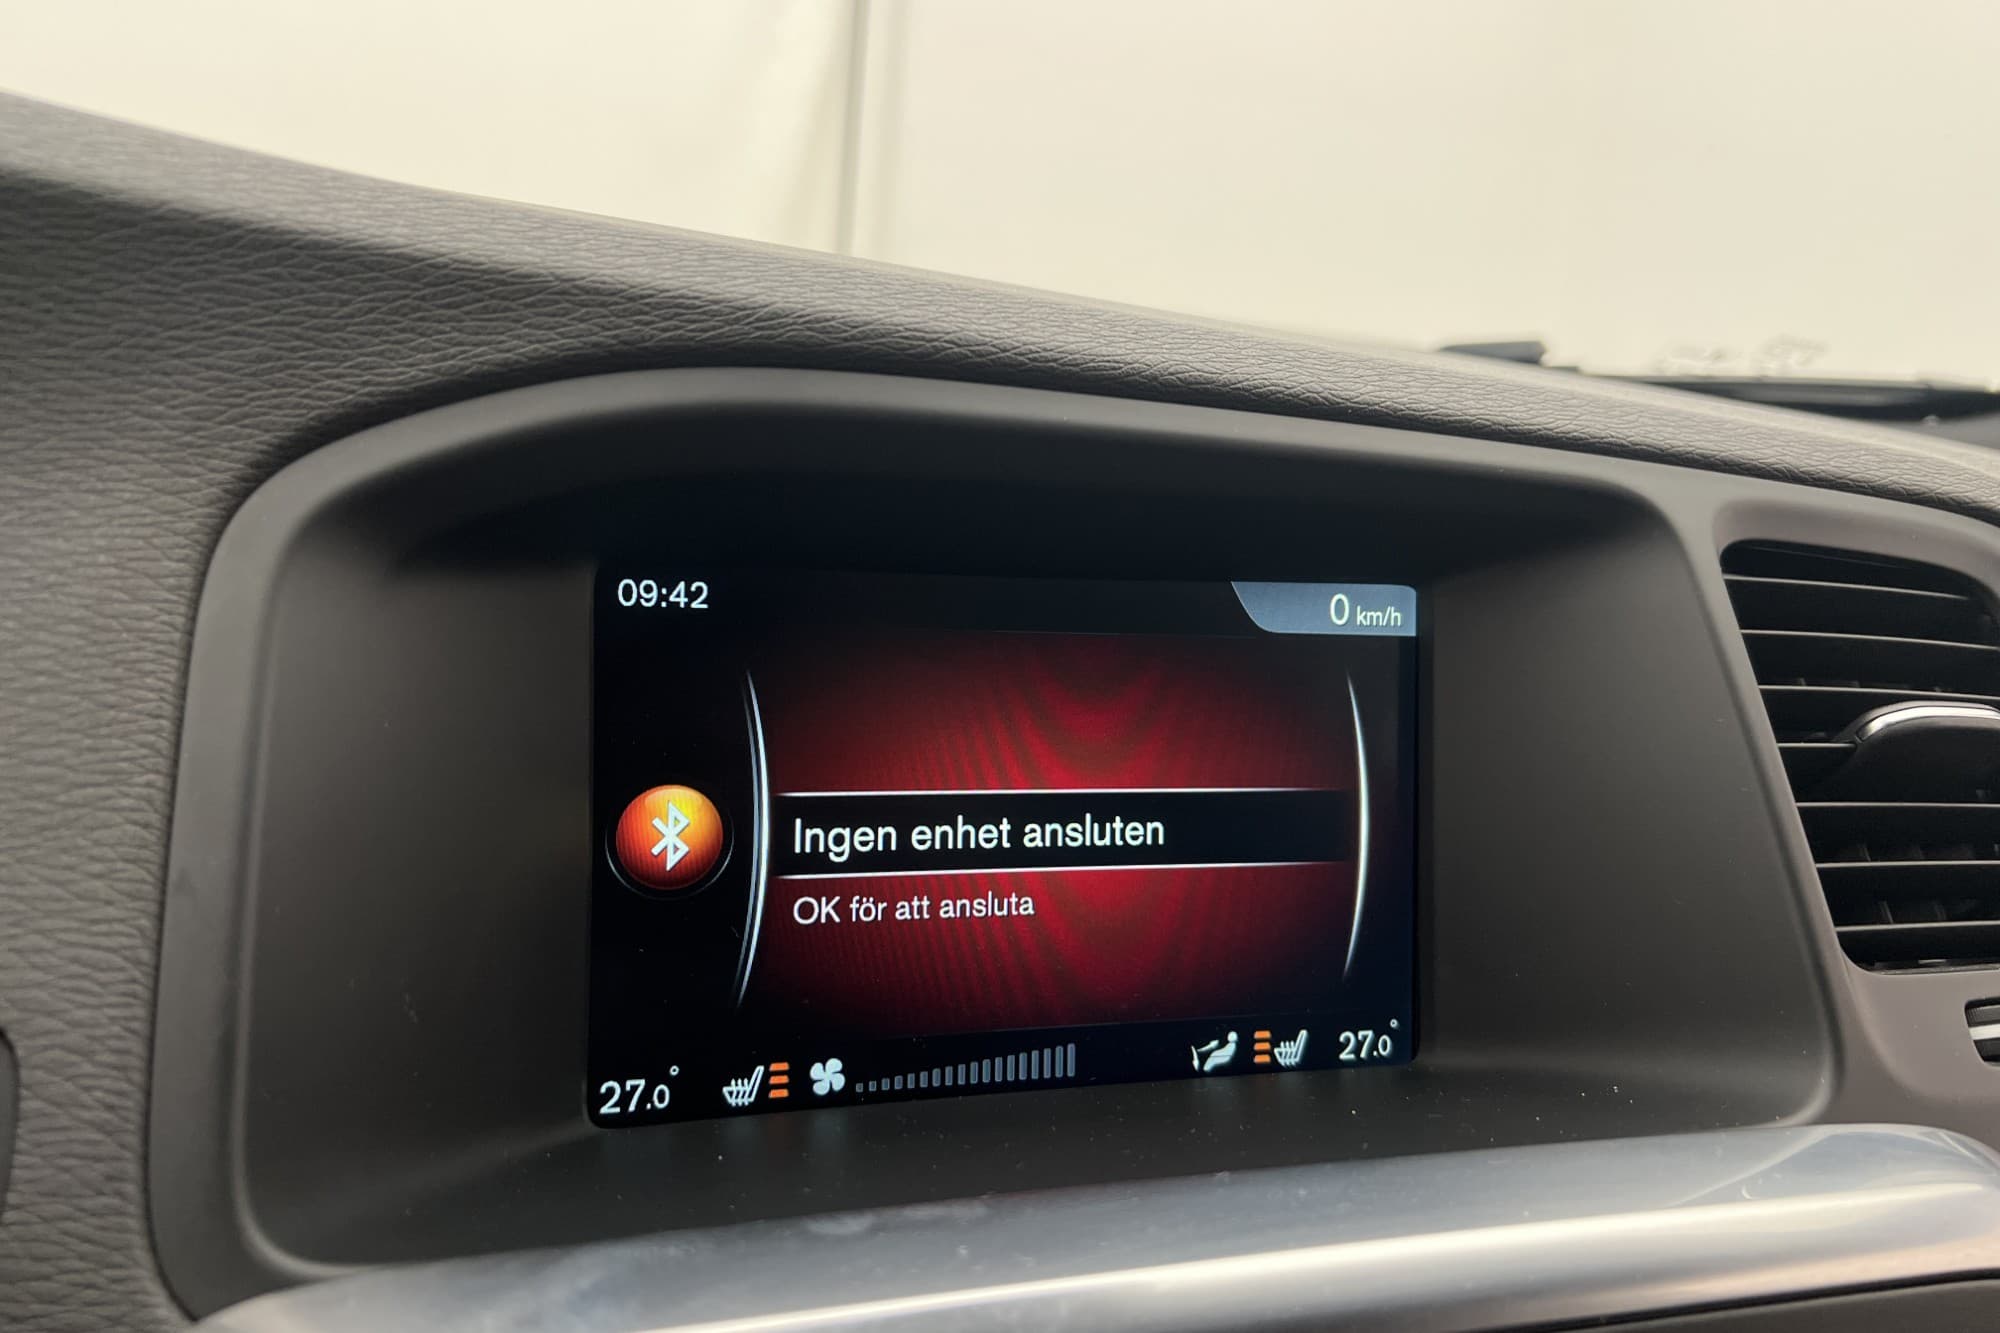 09:42
0 km/h
Ingen enhet ansluten
OK för att ansluta
27.0°
27.0°